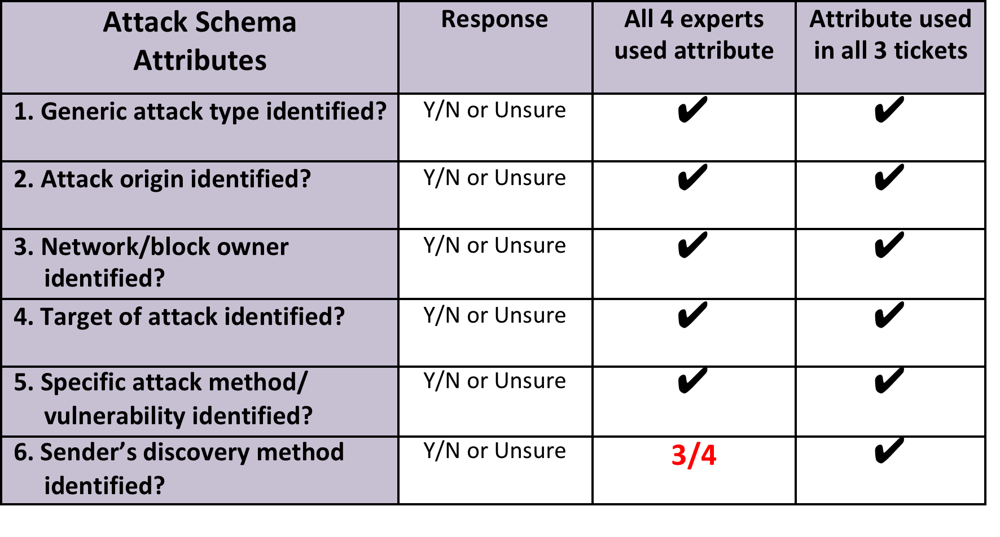 Attack Schema
Attributes
Response
All 4 experts
used attribute
Attribute used
in all 3 tickets
1. Generic attack type identified?
Y/N or Unsure
✔
✔
2. Attack origin identified?
Y/N or Unsure
✔
✔
3. Network/block owner
identified?
Y/N or Unsure
✔
✔
4. Target of attack identified?
Y/N or Unsure
✔
✔
5. Specific attack method/
vulnerability identified?
Y/N or Unsure
✔
✔
6. Sender’s discovery method
identified?
Y/N or Unsure
3/4
✔